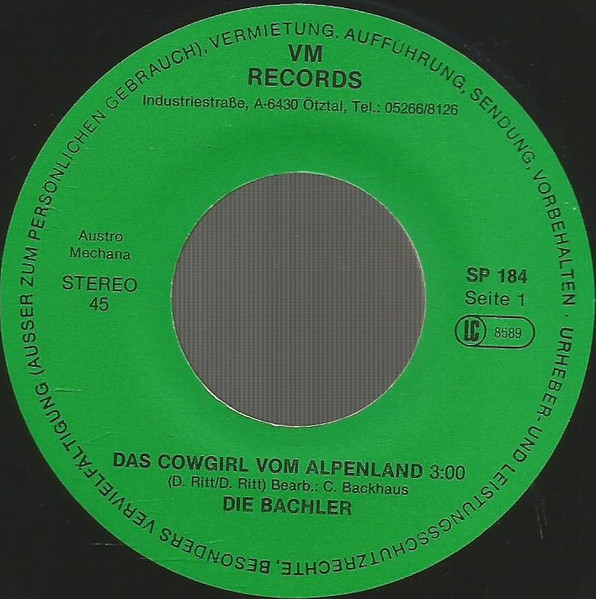 URHEBER- UND LEISTUNGSSCHUTZRECHTE, BESONDERS VERVIELFÄLTIGUNG (AUSSER ZUM PERSÖNLICHEN GEBRAUCH), VERMIETUNG. AUFFÜHRUNG, SENDUNG, VORBEHALTEN ·
VM
RECORDS
Industriestraße, A-6430 Ötztal, Tel.: 05266/8126
Austro
Mechana
STEREO
45
SP 184
Seite 1
LC 8589
DAS COWGIRL VOM ALPENLAND 3:00
(D. Ritt/D. Ritt) Bearb.: C. Backhaus
DIE BACHLER